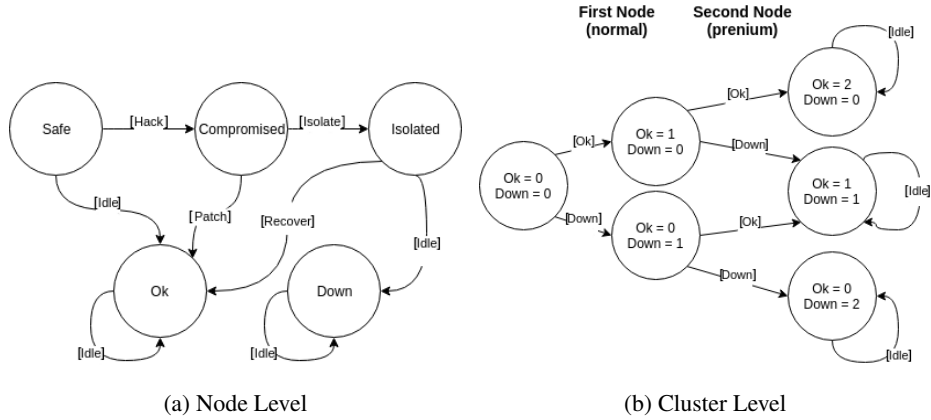 Safe
[Hack]
Compromised
[Isolate]
Isolated
[Idle]
[Patch]
[Recover]
[Idle]
Ok
Down
[Idle]
[Idle]
(a) Node Level
First Node
(normal)
Second Node
(prenium)
[Idle]
Ok = 2
Down = 0
[Ok]
Ok = 1
Down = 0
[Ok]
[Down]
Ok = 0
Down = 0
Ok = 1
Down = 1
[Idle]
[Down]
Ok = 0
Down = 1
[Ok]
[Down]
Ok = 0
Down = 2
[Idle]
(b) Cluster Level